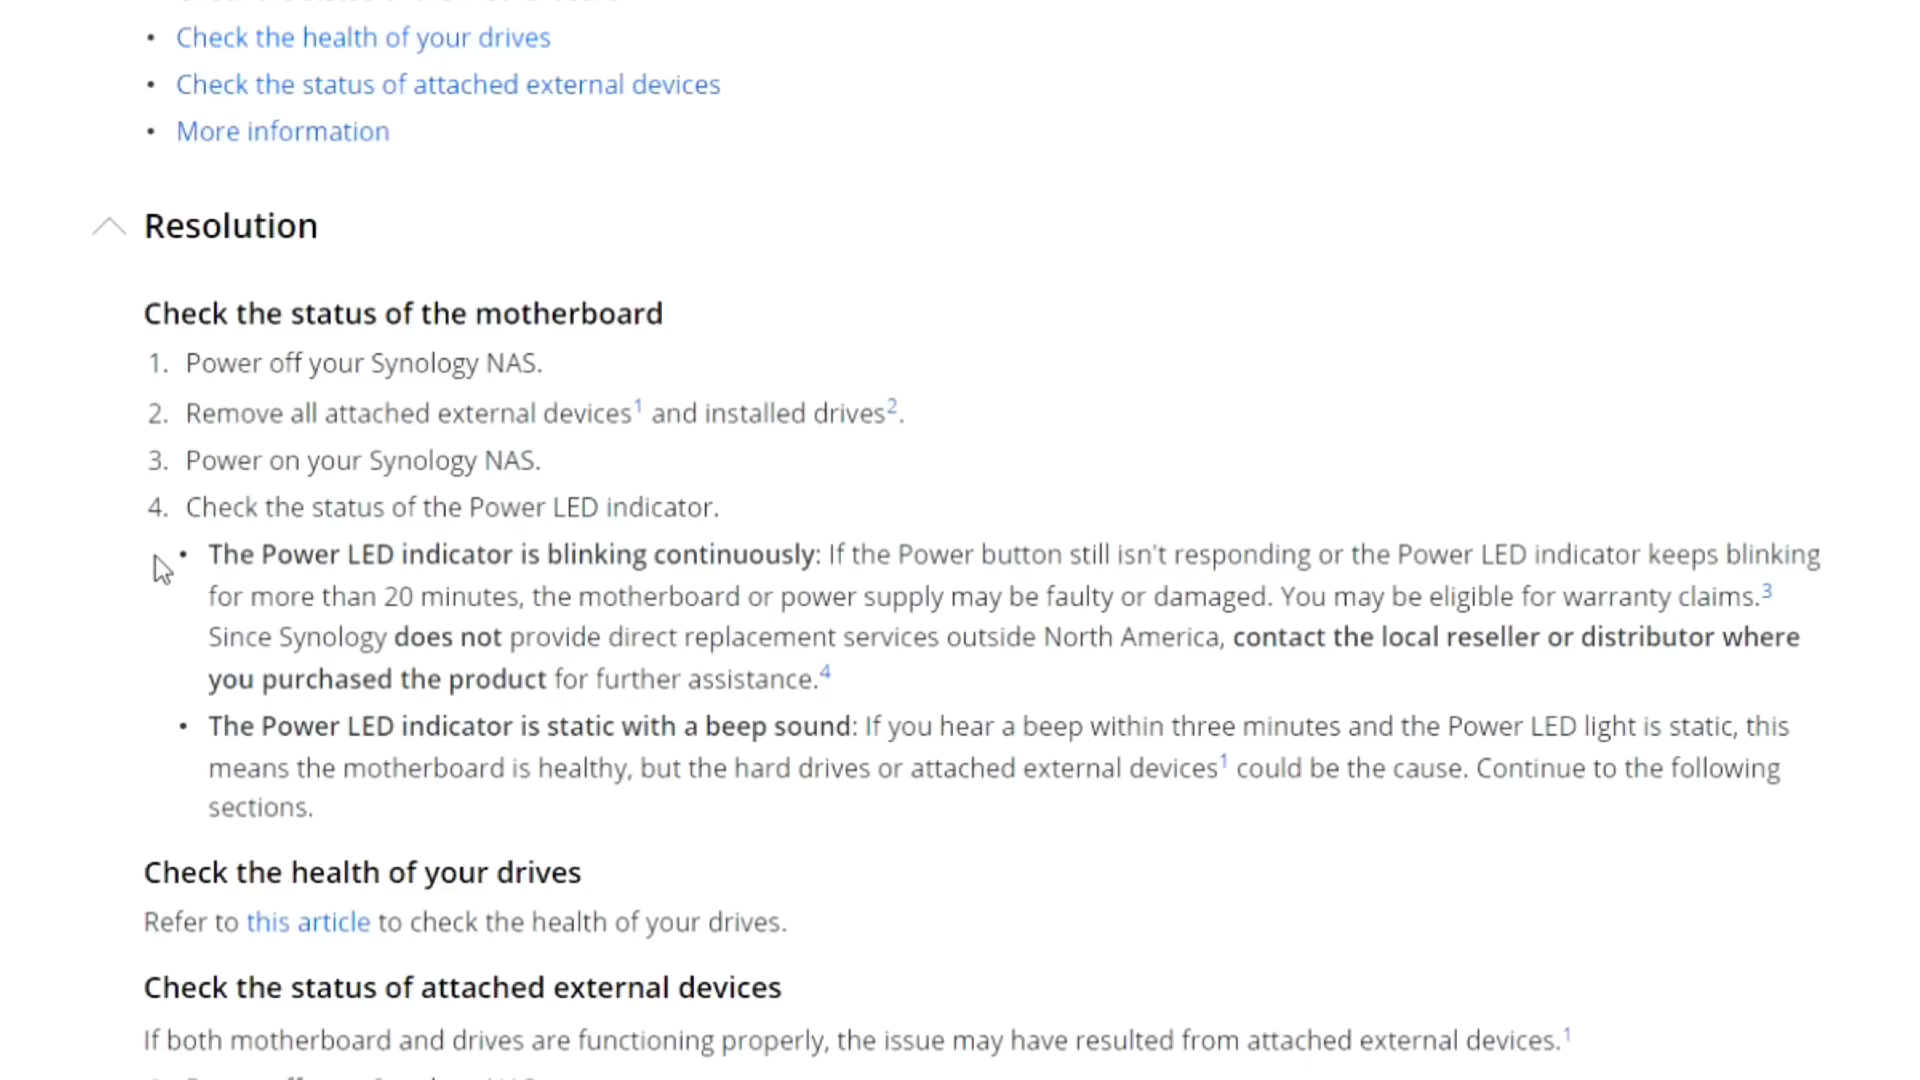 • Check the health of your drives
• Check the status of attached external devices
• More information
Resolution
Check the status of the motherboard
1. Power off your Synology NAS.
2. Remove all attached external devices1 and installed drives2.
3. Power on your Synology NAS.
4. Check the status of the Power LED indicator.
• The Power LED indicator is blinking continuously: If the Power button still isn't responding or the Power LED indicator keeps blinking
for more than 20 minutes, the motherboard or power supply may be faulty or damaged. You may be eligible for warranty claims.3
Since Synology does not provide direct replacement services outside North America, contact the local reseller or distributor where
you purchased the product for further assistance.4
• The Power LED indicator is static with a beep sound: If you hear a beep within three minutes and the Power LED light is static, this
means the motherboard is healthy, but the hard drives or attached external devices1 could be the cause. Continue to the following
sections.
Check the health of your drives
Refer to this article to check the health of your drives.
Check the status of attached external devices
If both motherboard and drives are functioning properly, the issue may have resulted from attached external devices.1